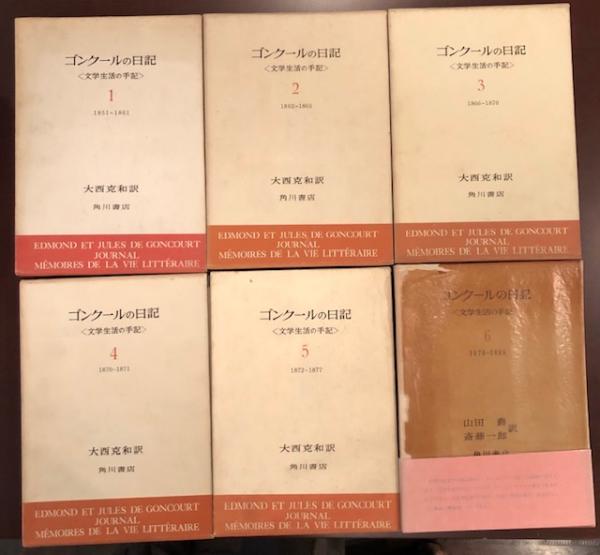 ゴンクールの日記
〈文学生活の手記〉
1
1851-1861
大西克和訳
角川書店
EDMOND ET JULES DE GONCOURT
JOURNAL
MÉMOIRES DE LA VIE LITTÉRAIRE
ゴンクールの日記
〈文学生活の手記〉
2
1862-1865
大西克和訳
角川書店
EDMOND ET JULES DE GONCOURT
JOURNAL
MÉMOIRES DE LA VIE LITTÉRAIRE
ゴンクールの日記
〈文学生活の手記〉
3
1866-1870
大西克和訳
角川書店
EDMOND ET JULES DE GONCOURT
JOURNAL
MÉMOIRES DE LA VIE LITTÉRAIRE
ゴンクールの日記
〈文学生活の手記〉
4
1870-1871
大西克和訳
角川書店
EDMOND ET JULES DE GONCOURT
JOURNAL
MÉMOIRES DE LA VIE LITTÉRAIRE
ゴンクールの日記
〈文学生活の手記〉
5
1872-1877
大西克和訳
角川書店
EDMOND ET JULES DE GONCOURT
JOURNAL
MÉMOIRES DE LA VIE LITTÉRAIRE
ゴンクールの日記
〈文学生活の手記〉
6
山田
斎藤一郎訳
角川書店